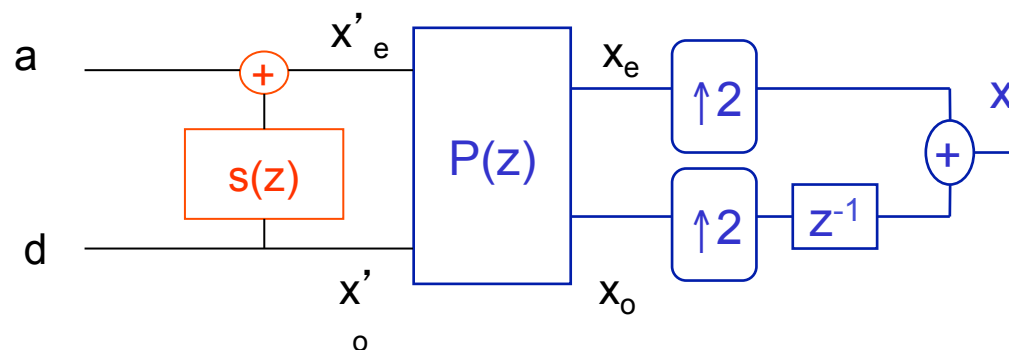 a
+
x’e
s(z)
d
x’o
P(z)
xe
↑2
xo
↑2
z-1
+
x